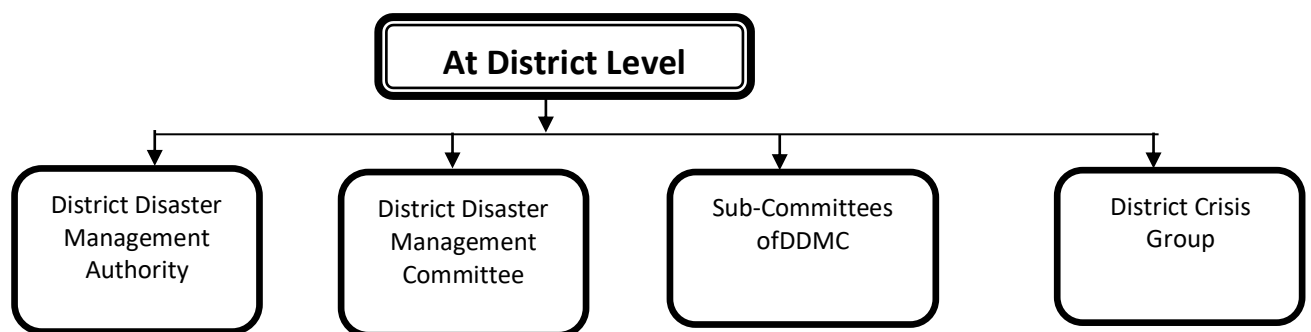 At District Level
District Disaster
Management
Authority
District Disaster
Management
Committee
Sub-Committees
ofDDMC
District Crisis
Group